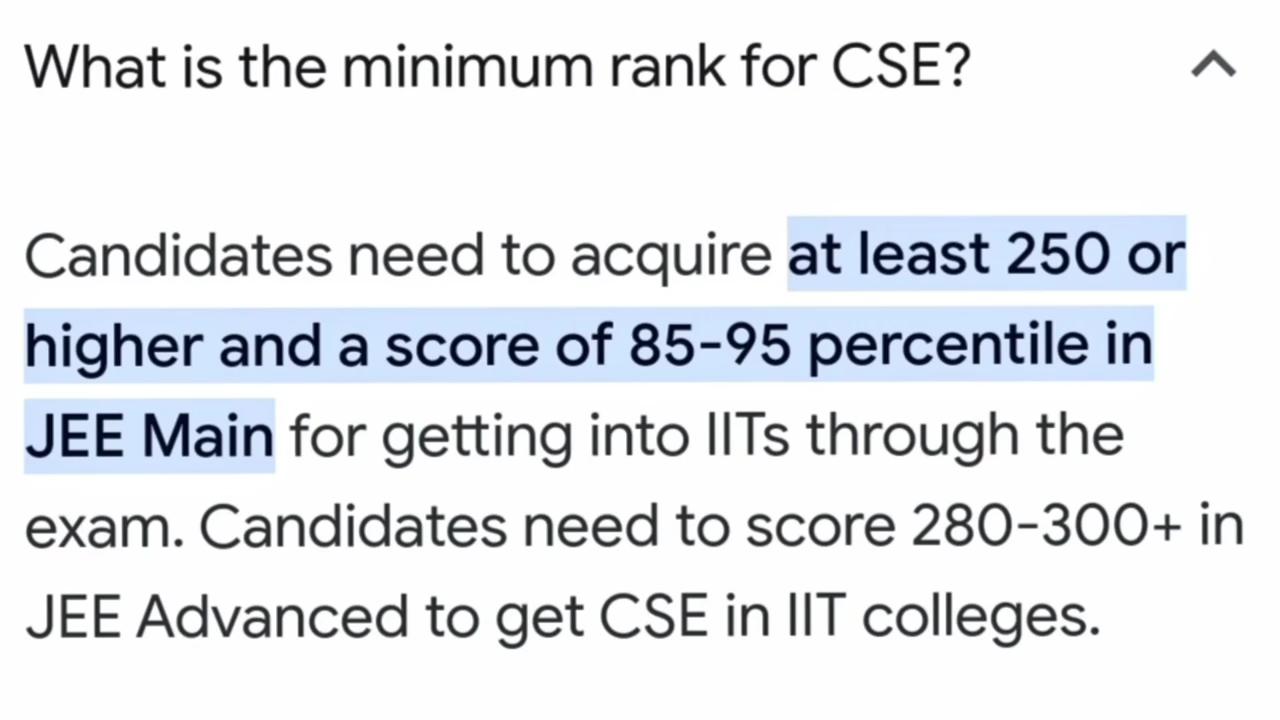 What is the minimum rank for CSE?
Candidates need to acquire at least 250 or
higher and a score of 85-95 percentile in
JEE Main for getting into IITs through the
exam. Candidates need to score 280-300+ in
JEE Advanced to get CSE in IIT colleges.